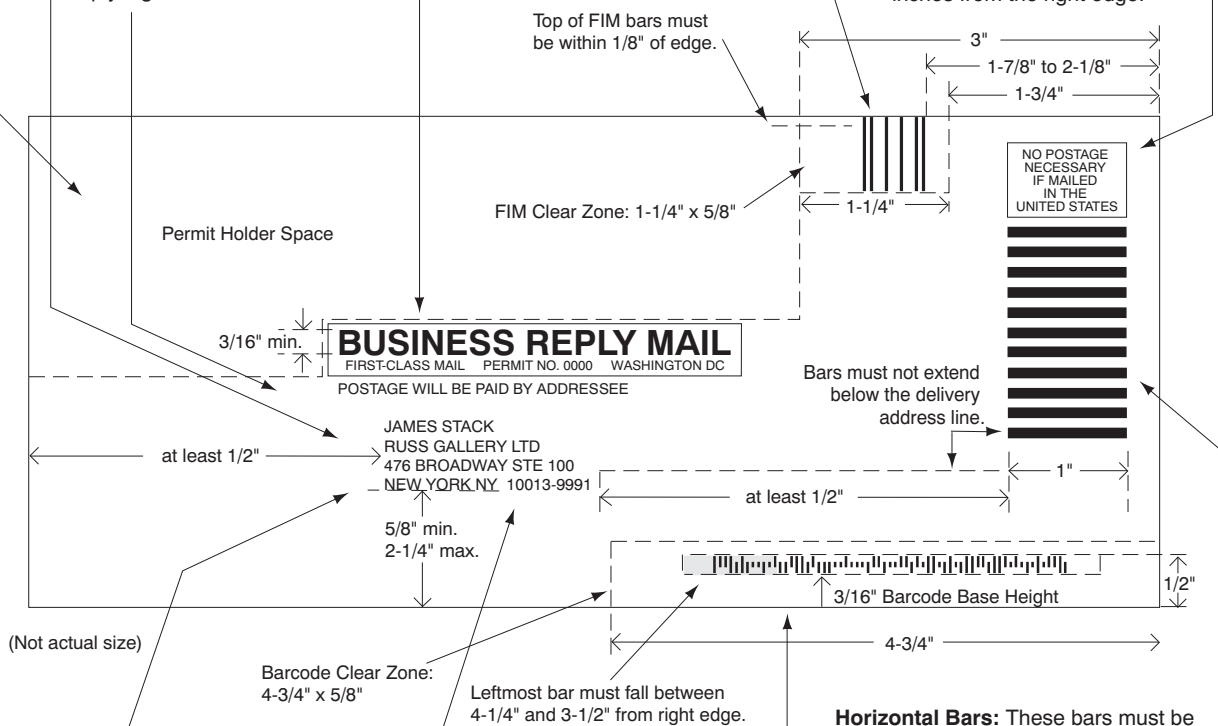 inches from the right edge.
Top of FIM bars must
be within 1/8" of edge.
3"
1-7/8" to 2-1/8"
1-3/4"
NO POSTAGE
NECESSARY
IF MAILED
IN THE
UNITED STATES
FIM Clear Zone: 1-1/4" x 5/8"
1-1/4"
Permit Holder Space
3/16" min.
BUSINESS REPLY MAIL
FIRST-CLASS MAIL PERMIT NO. 0000 WASHINGTON DC
POSTAGE WILL BE PAID BY ADDRESSEE
Bars must not extend
below the delivery
address line.
JAMES STACK
RUSS GALLERY LTD
476 BROADWAY STE 100
NEW YORK NY 10013-9991
at least 1/2"
1"
at least 1/2"
5/8" min.
2-1/4" max.
1/2"
3/16" Barcode Base Height
(Not actual size)
4-3/4"
Barcode Clear Zone:
4-3/4" x 5/8"
Leftmost bar must fall between
4-1/4" and 3-1/2" from right edge.
Horizontal Bars: These bars must be